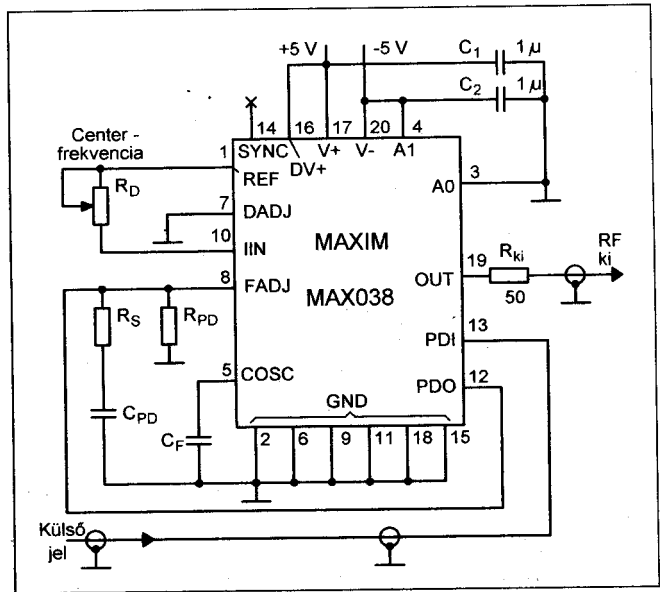 +5 V
-5 V
C1
1 μ
C2
1 μ
14
16
17
20
4
SYNC
DV+
V+
V-
A1
Center -
frekvencia
RD
1
REF
7
DADJ
10
IIN
8
FADJ
RS
RPD
5
COSC
CPD
CF
MAXIM
MAX038
3
A0
19
OUT
Rki
50
RF
ki
13
PDI
12
PDO
GND
2
6
9
11
18
15
Külső
jel